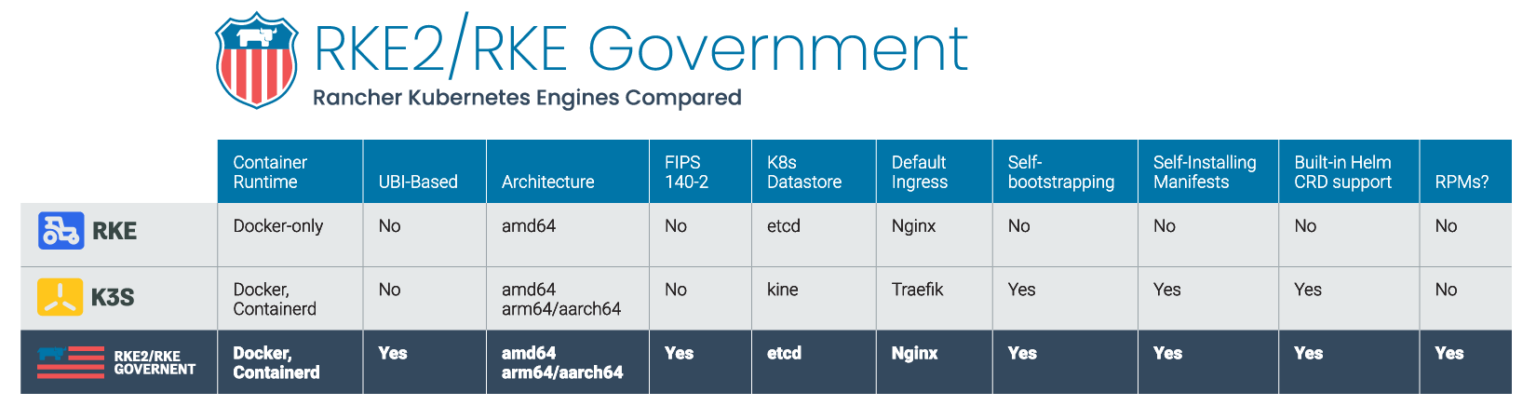 RKE2/RKE Government
Rancher Kubernetes Engines Compared
Container Runtime UBI-Based Architecture FIPS 140-2 K8s Datastore Default Ingress Self-bootstrapping Self-Installing Manifests Built-in Helm CRD support RPMs?
RKE Docker-only No amd64 No etcd Nginx No No No No
K3S Docker, Containerd No amd64 arm64/aarch64 No kine Traefik Yes Yes Yes No
RKE2/RKE GOVERNENT Docker, Containerd Yes amd64 arm64/aarch64 Yes etcd Nginx Yes Yes Yes Yes